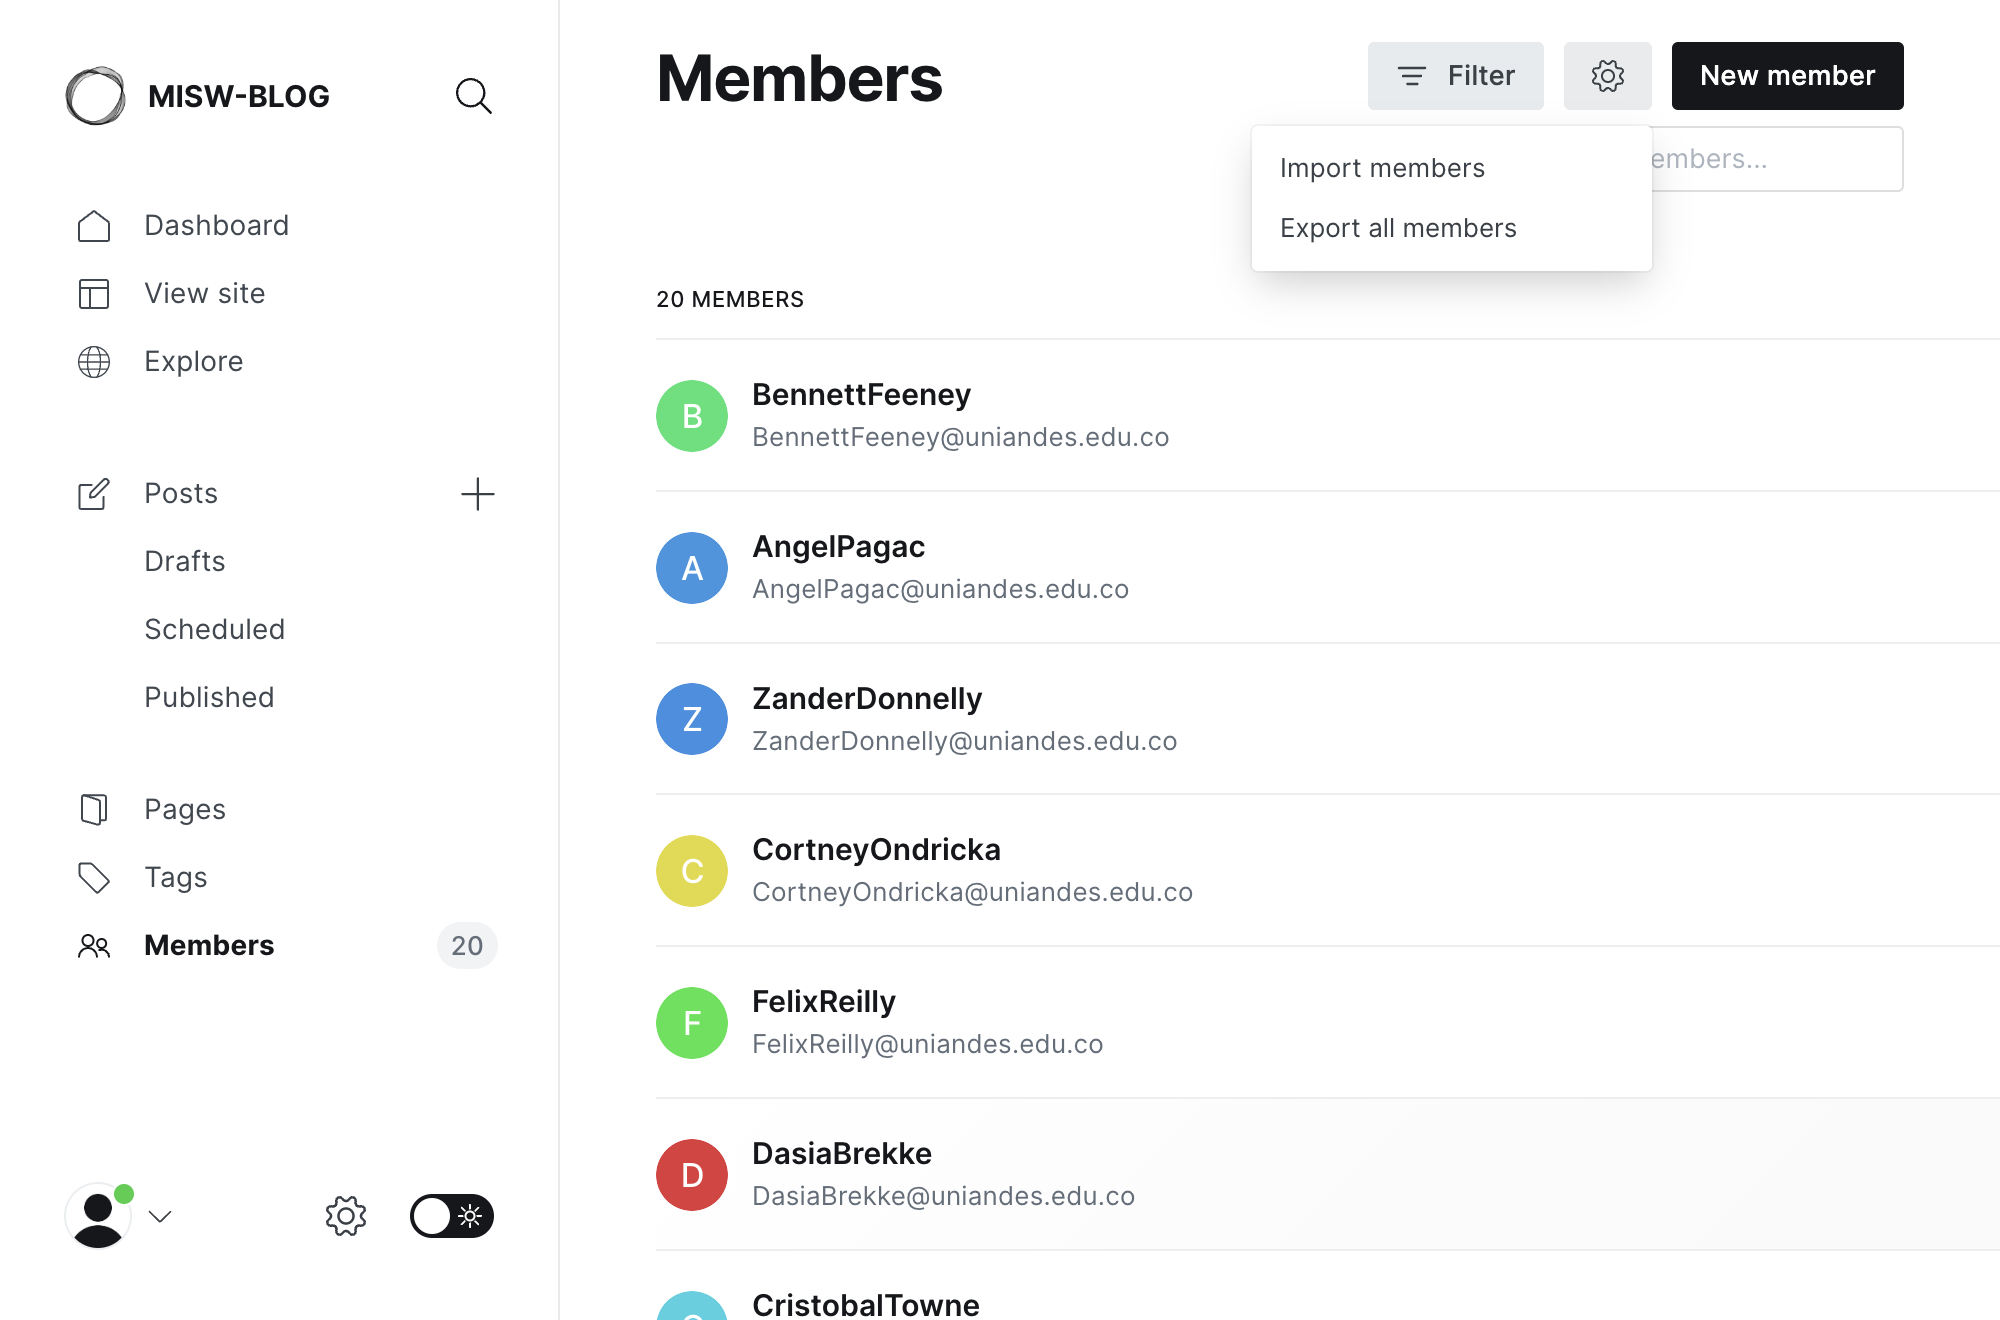 MISW-BLOG
Dashboard
View site
Explore
Posts
Drafts
Scheduled
Published
Pages
Tags
Members
20
Members
Filter
New member
Import members
Export all members
20 MEMBERS
B
BennettFeeney
BennettFeeney@uniandes.edu.co
A
AngelPagac
AngelPagac@uniandes.edu.co
Z
ZanderDonnelly
ZanderDonnelly@uniandes.edu.co
C
CortneyOndricka
CortneyOndricka@uniandes.edu.co
F
FelixReilly
FelixReilly@uniandes.edu.co
D
DasiaBrekke
DasiaBrekke@uniandes.edu.co
CristobalTowne